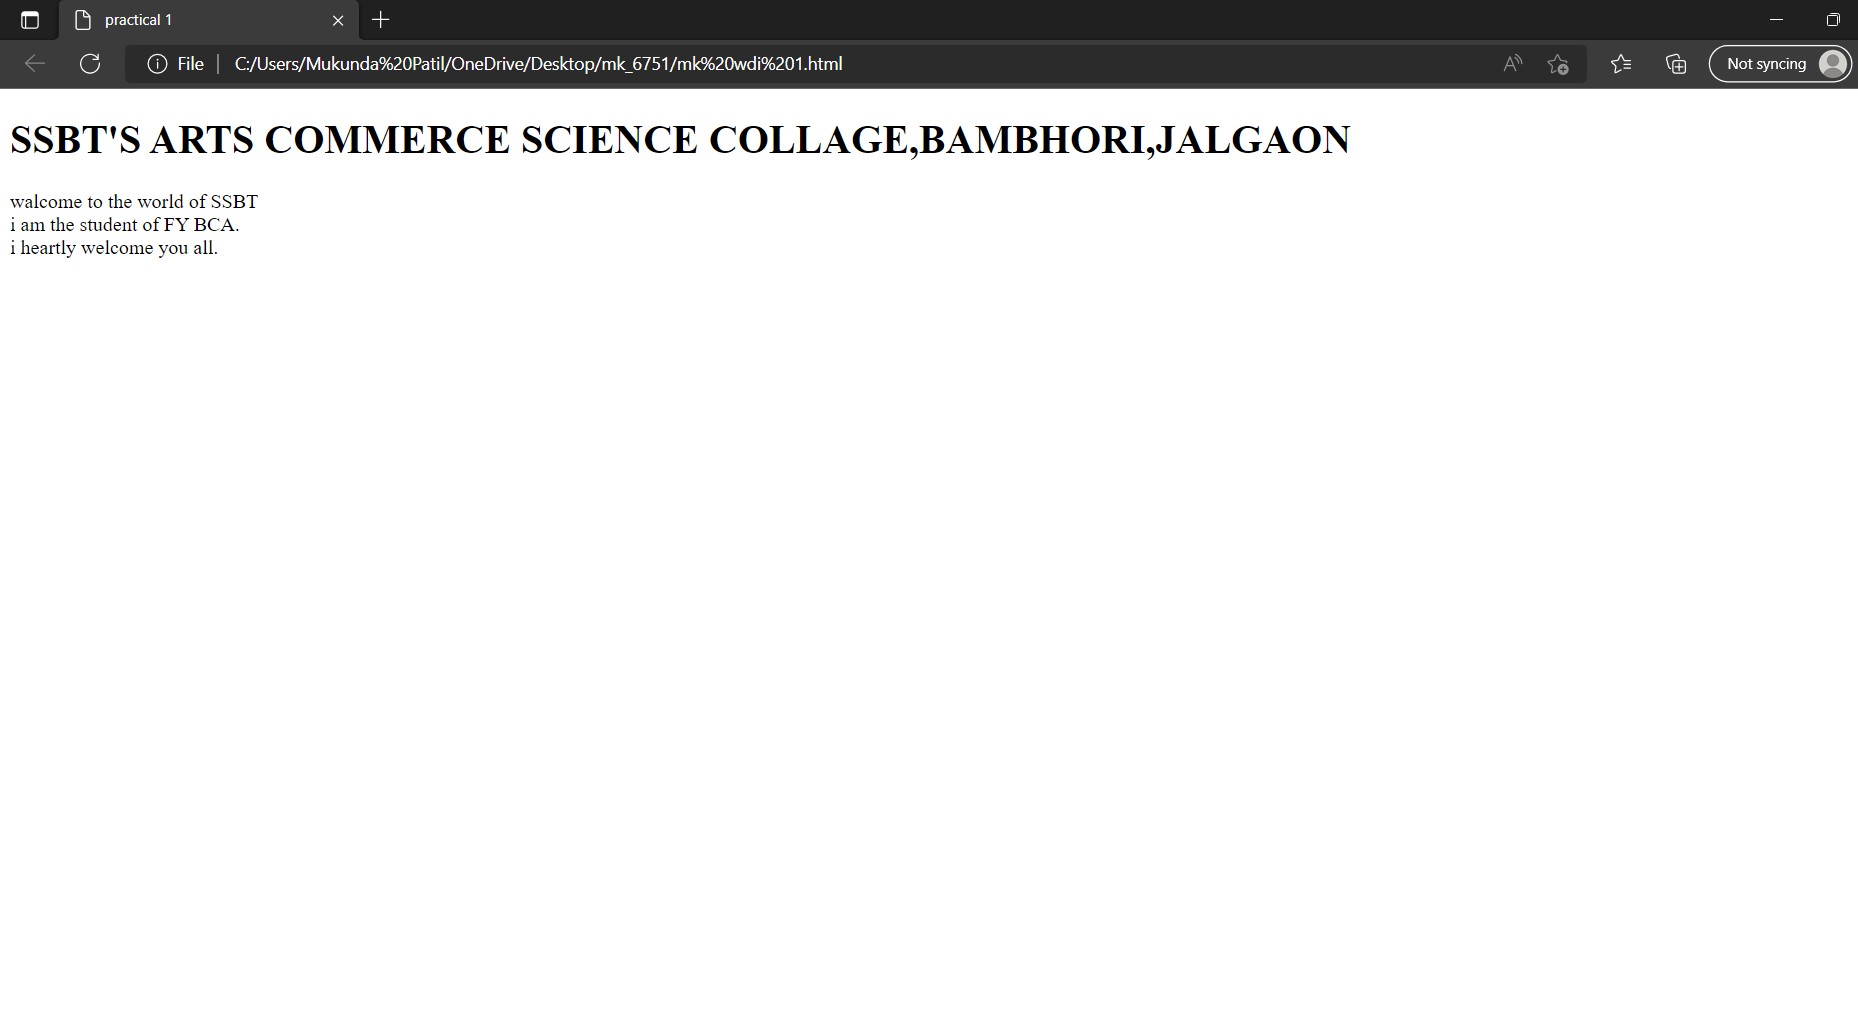 practical 1
File
C:/Users/Mukunda%20Patil/OneDrive/Desktop/mk_6751/mk%20wdi%201.html
Not syncing
SSBT'S ARTS COMMERCE SCIENCE COLLAGE,BAMBHORI,JALGAON
walcome to the world of SSBT
i am the student of FY BCA.
i heartly welcome you all.